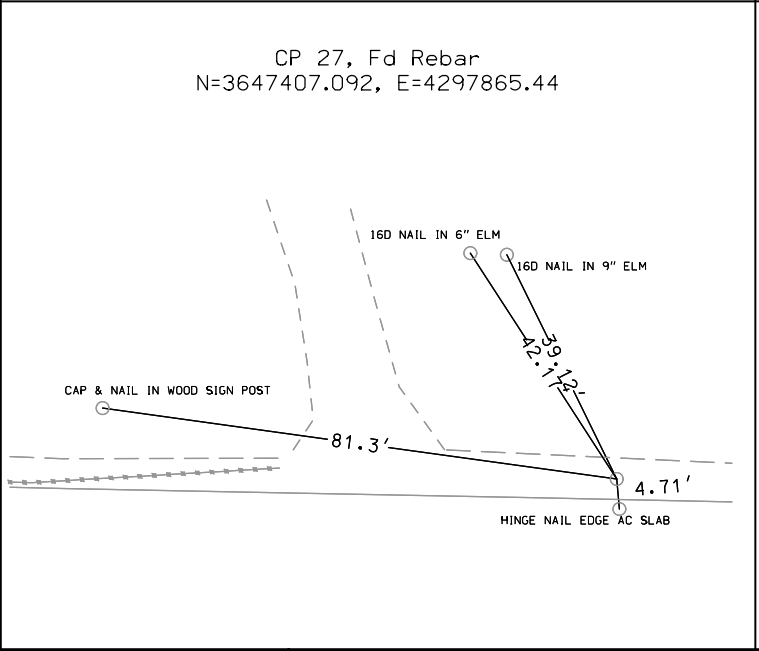 CP 27, Fd Rebar
N=3647407.092, E=4297865.44
16D NAIL IN 6" ELM
16D NAIL IN 9" ELM
39.12'
42.17'
CAP & NAIL IN WOOD SIGN POST
81.3'
4.71'
HINGE NAIL EDGE AC SLAB